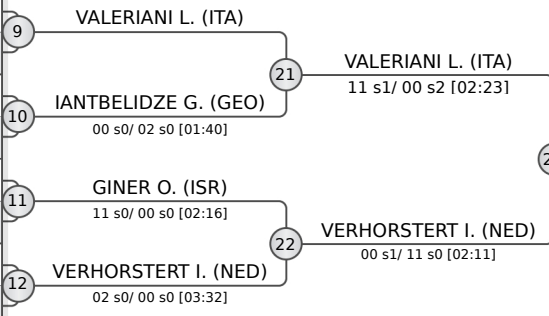 VALERIANI L. (ITA)
9
21
VALERIANI L. (ITA)
11 s1/ 00 s2 [02:23]
10
IANTBELIDZE G. (GEO)
00 s0/ 02 s0 [01:40]
2
11
GINER O. (ISR)
11 s0/ 00 s0 [02:16]
22
VERHORSTERT I. (NED)
00 s1/ 11 s0 [02:11]
12
VERHORSTERT I. (NED)
02 s0/ 00 s0 [03:32]